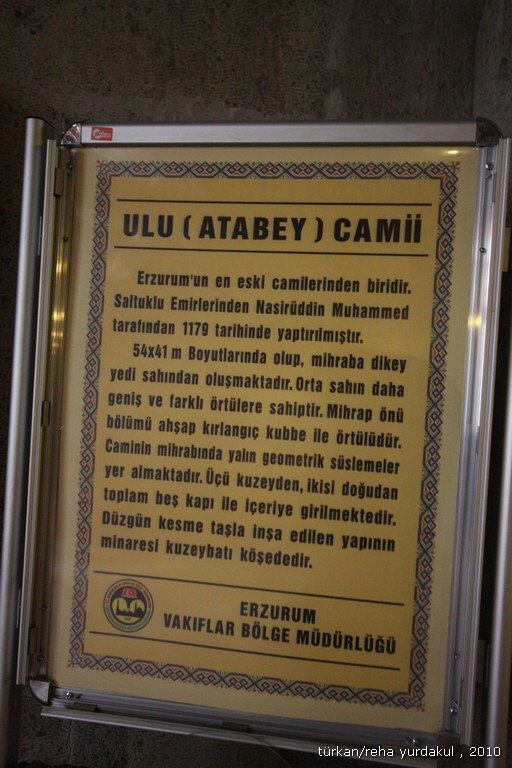 ULU ( ATABEY ) CAMİİ
Erzurum'un en eski camilerinden biridir.
Saltuklu Emirlerinden Nasirüddin Muhammed
tarafından 1179 tarihinde yaptırılmıştır.
54x41 m Boyutlarında olup, mihraba dikey
yedi sahından oluşmaktadır. Orta sahın daha
geniş ve farklı örtülere sahiptir. Mihrap önü
bölümü ahşap kırlangıç kubbe ile örtülüdür.
Caminin mihrabında yalın geometrik süslemeler
yer almaktadır. Üçü kuzeyden, ikisi doğudan
toplam beş kapı ile içeriye girilmektedir.
Düzgün kesme taşla inşa edilen yapının
minaresi kuzeybatı köşededir.
ERZURUM
VAKIFLAR BÖLGE MÜDÜRLÜĞÜ
türkan/reha yurdakul , 2010